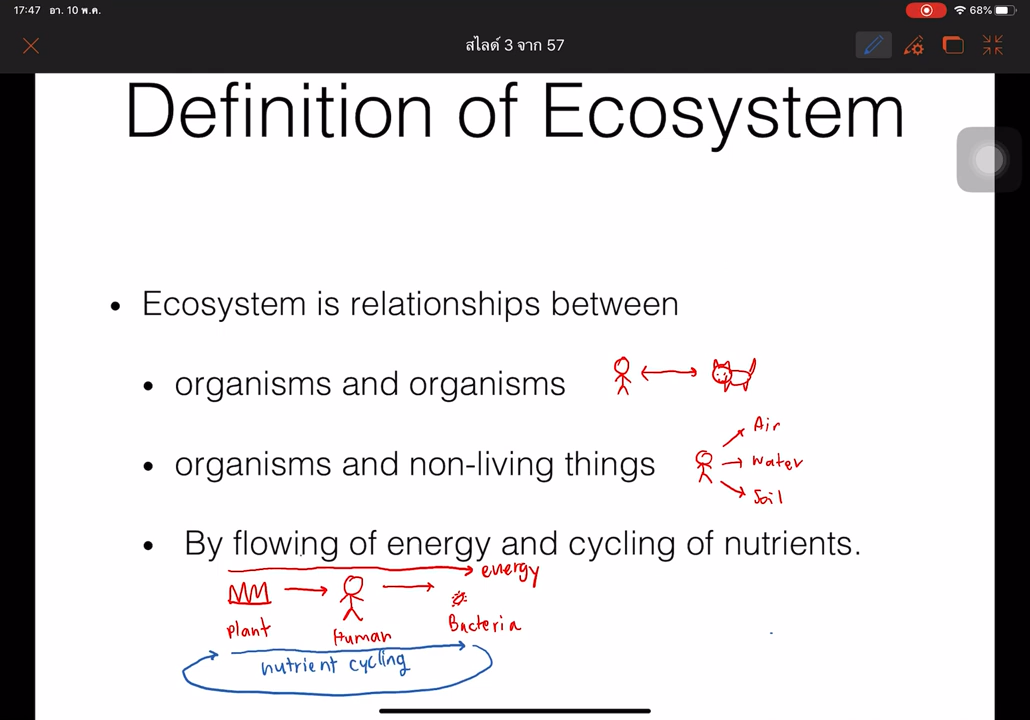 17:47 อา. 10 พ.ค.
68%
สไลด์ 3 จาก 57
Definition of Ecosystem
• Ecosystem is relationships between
• organisms and organisms
Air
• organisms and non-living things
Water
Soil
• By flowing of energy and cycling of nutrients.
energy
Plant
Human
Bacteria
nutrient cycling